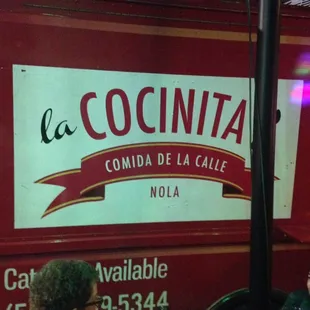 la COCINITA
COMIDA DE LA CALLE
NOLA
Available
9-5344